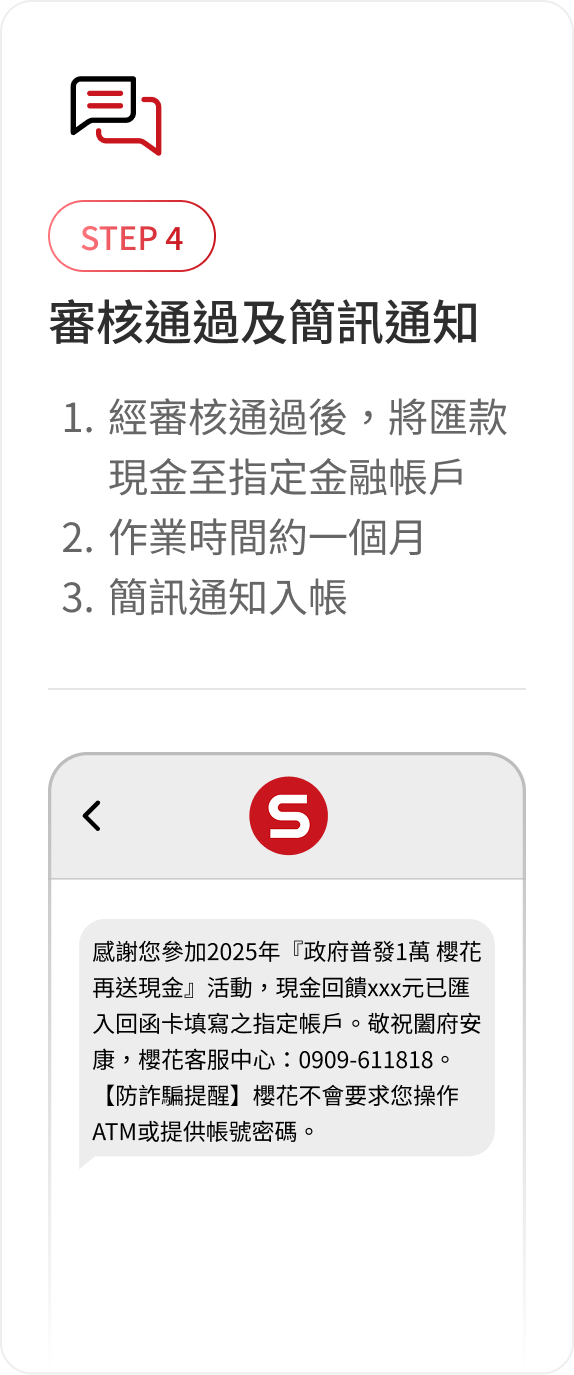 STEP 4
審核通過及簡訊通知
1. 經審核通過後，將匯款
現金至指定金融帳戶
2. 作業時間約一個月
3. 簡訊通知入帳
S
感謝您參加2025年『政府普發1萬 櫻花
再送現金』活動，現金回饋xxx元已匯
入回函卡填寫之指定帳戶。敬祝闔府安
康，櫻花客服中心：0909-611818。
【防詐騙提醒】櫻花不會要求您操作
ATM或提供帳號密碼。